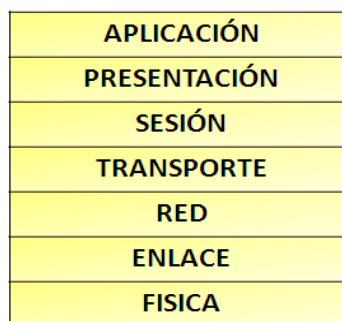 APLICACIÓN
PRESENTACIÓN
SESIÓN
TRANSPORTE
RED
ENLACE
FISICA